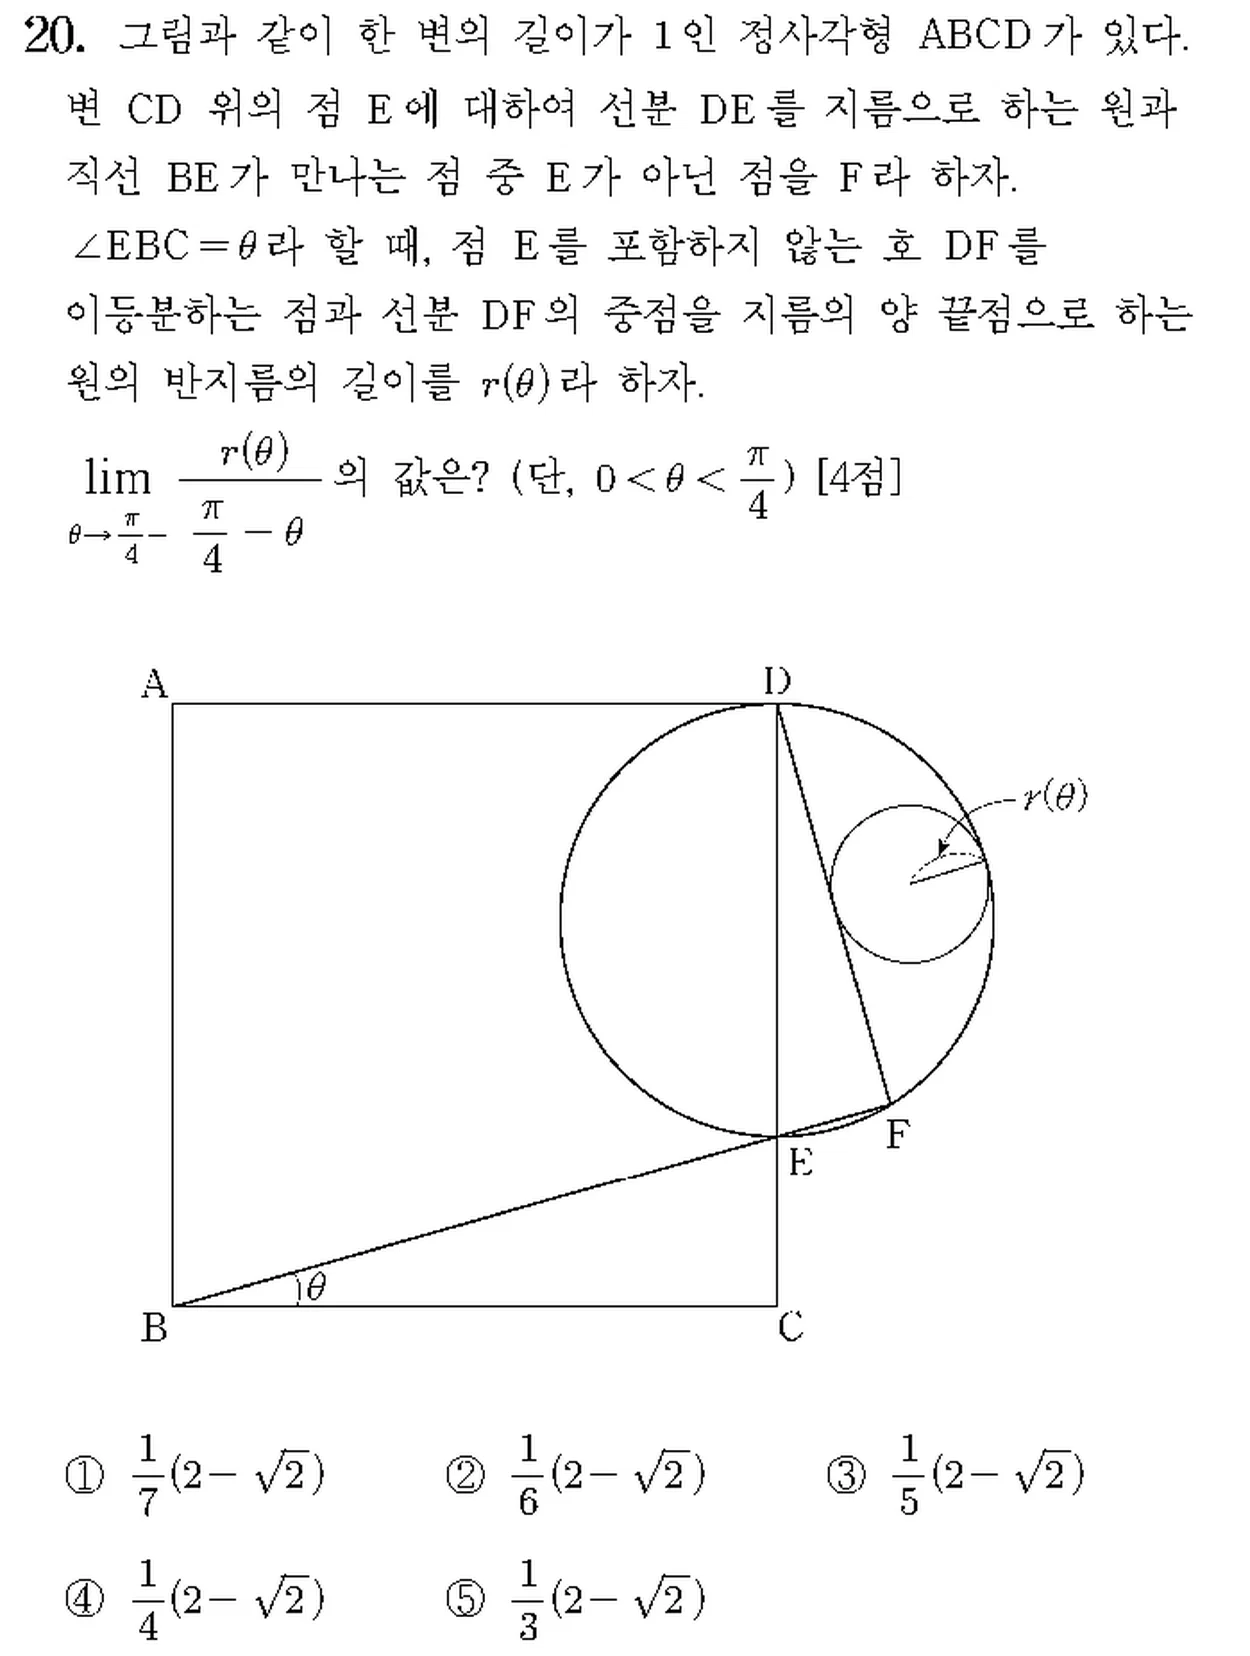 20. 그림과 같이 한 변의 길이가 1인 정사각형 ABCD가 있다.
변 CD 위의 점 E에 대하여 선분 DE를 지름으로 하는 원과
직선 BE가 만나는 점 중 E가 아닌 점을 F라 하자.
∠EBC=θ라 할 때, 점 E를 포함하지 않는 호 DF를
이등분하는 점과 선분 DF의 중점을 지름의 양 끝점으로 하는
원의 반지름의 길이를 r(θ)라 하자.
lim_{θ→π/4−} r(θ)/(π/4 − θ) 의 값은? (단, 0<θ<π/4) [4점]
A
D
r(θ)
F
E
θ
B
C
① 1/7(2−√2) ② 1/6(2−√2) ③ 1/5(2−√2)
④ 1/4(2−√2) ⑤ 1/3(2−√2)